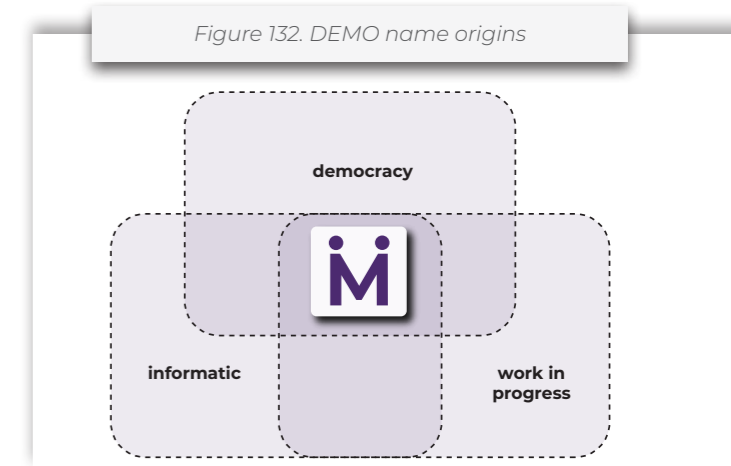 Figure 132. DEMO name origins
democracy
M
informatic
work in
progress